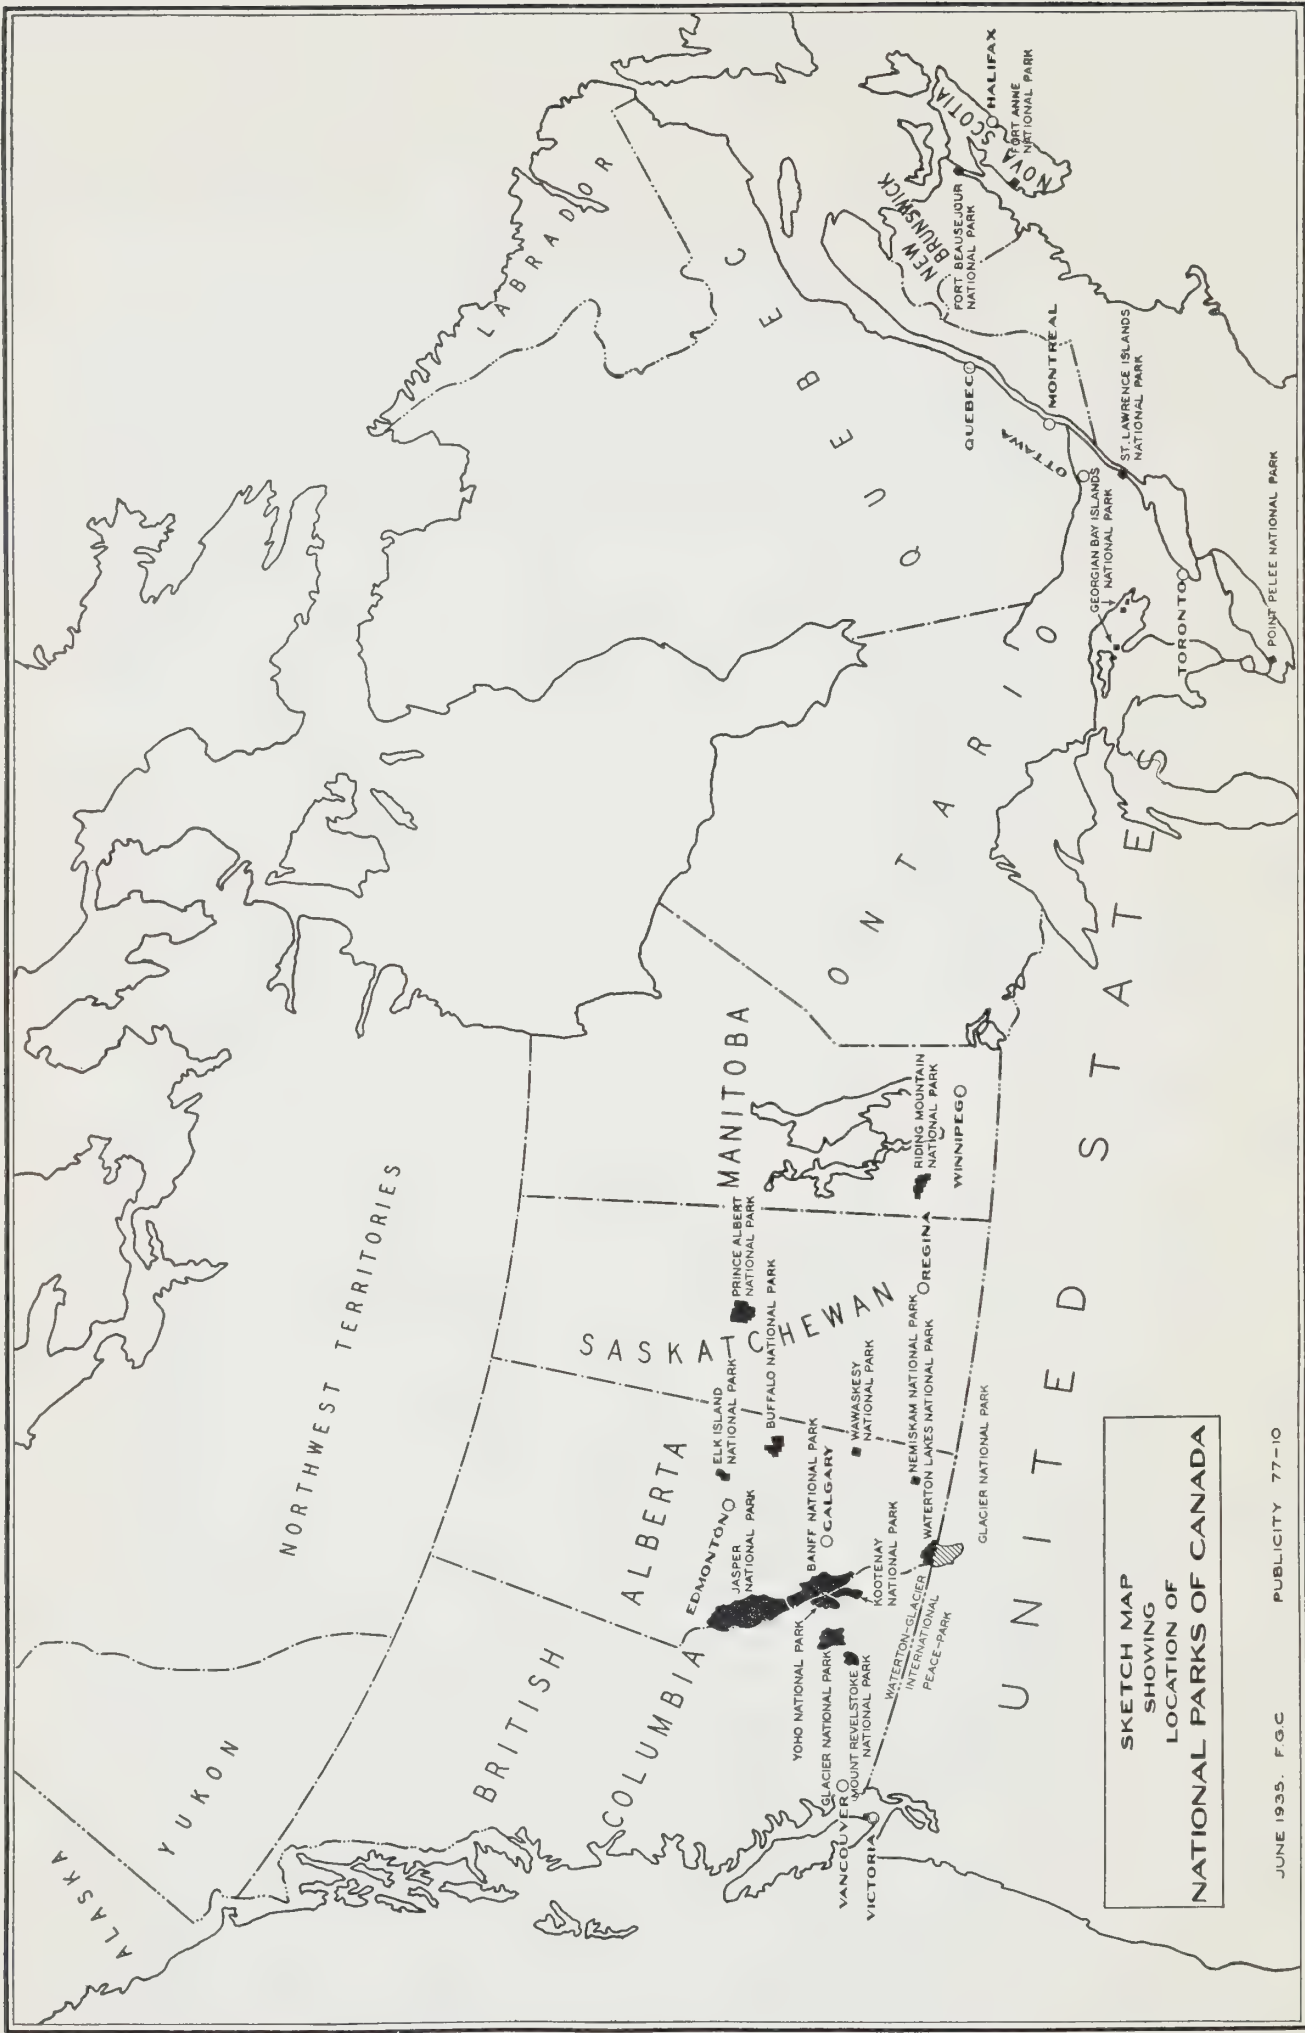 ALASKA
YUKON
NORTHWEST TERRITORIES
BRITISH
COLUMBIA
ALBERTA
SASKATCHEWAN
MANITOBA
ONTARIO
QUEBEC
LABRADOR
NEW
BRUNSWICK
NOVA SCOTIA
UNITED STATES
VANCOUVER
VICTORIA
EDMONTON
CALGARY
REGINA
WINNIPEG
TORONTO
OTTAWA
MONTREAL
QUEBEC
HALIFAX
JASPER
NATIONAL PARK
ELK ISLAND
NATIONAL PARK
PRINCE ALBERT
NATIONAL PARK
BUFFALO NATIONAL PARK
BANFF NATIONAL PARK
YOHO NATIONAL PARK
GLACIER NATIONAL PARK
MOUNT REVELSTOKE
NATIONAL PARK
KOOTENAY
NATIONAL PARK
WAWASKESY
NATIONAL PARK
NEMISKAM NATIONAL PARK
WATERTON LAKES NATIONAL PARK
WATERTON-GLACIER
INTERNATIONAL
PEACE-PARK
GLACIER NATIONAL PARK
RIDING MOUNTAIN
NATIONAL PARK
GEORGIAN BAY ISLANDS
NATIONAL PARK
ST. LAWRENCE ISLANDS
NATIONAL PARK
POINT PELEE NATIONAL PARK
FORT BEAUSEJOUR
NATIONAL PARK
FORT ANNE
NATIONAL PARK
SKETCH MAP
SHOWING
LOCATION OF
NATIONAL PARKS OF CANADA
JUNE 1935. F.G.C PUBLICITY 77-10